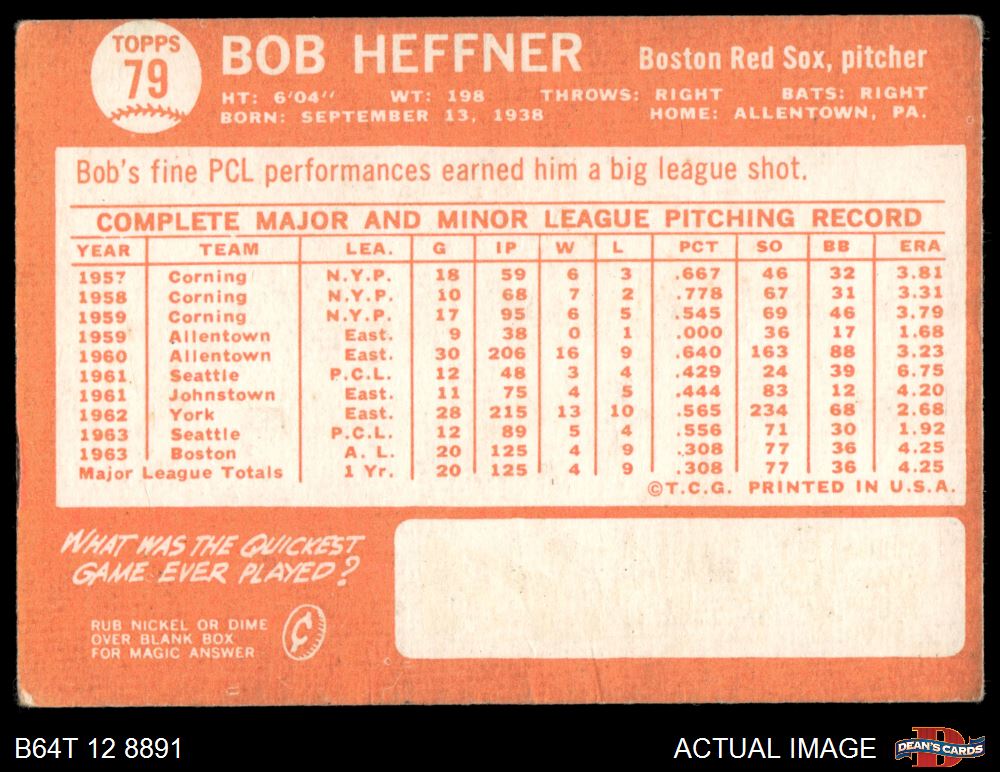 TOPPS
79
BOB HEFFNER Boston Red Sox, pitcher
HT: 6'04" WT: 198 THROWS: RIGHT BATS: RIGHT
BORN: SEPTEMBER 13, 1938 HOME: ALLENTOWN, PA.
Bob's fine PCL performances earned him a big league shot.
COMPLETE MAJOR AND MINOR LEAGUE PITCHING RECORD
YEAR TEAM LEA. G IP W L PCT SO BB ERA
1957 Corning N.Y.P. 18 59 6 3 .667 46 32 3.81
1958 Corning N.Y.P. 10 68 7 2 .778 67 31 3.31
1959 Corning N.Y.P. 17 95 6 5 .545 69 46 3.79
1959 Allentown East. 9 38 0 1 .000 36 17 1.68
1960 Allentown East. 30 206 16 9 .640 163 88 3.23
1961 Seattle P.C.L. 12 48 3 4 .429 24 39 6.75
1961 Johnstown East. 11 75 4 5 .444 83 12 4.20
1962 York East. 28 215 13 10 .565 234 68 2.68
1963 Seattle P.C.L. 12 89 5 4 .556 71 30 1.92
1963 Boston A. L. 20 125 4 9 .308 77 36 4.25
Major League Totals 1 Yr. 20 125 4 9 .308 77 36 4.25
©T.C.G. PRINTED IN U.S.A.
WHAT WAS THE QUICKEST
GAME EVER PLAYED?
RUB NICKEL OR DIME
OVER BLANK BOX
FOR MAGIC ANSWER
¢
B64T 12 8891 ACTUAL IMAGE
D
DEAN'S CARDS